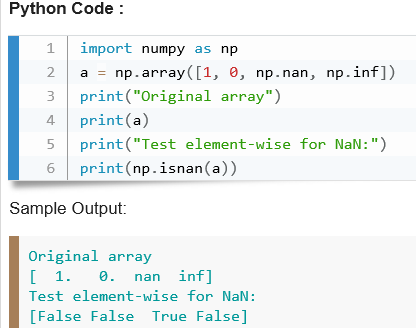 Python Code :
1 import numpy as np
2 a = np.array([1, 0, np.nan, np.inf])
3 print("Original array")
4 print(a)
5 print("Test element-wise for NaN:")
6 print(np.isnan(a))
Sample Output:
Original array
[  1.   0.  nan  inf]
Test element-wise for NaN:
[False False  True False]